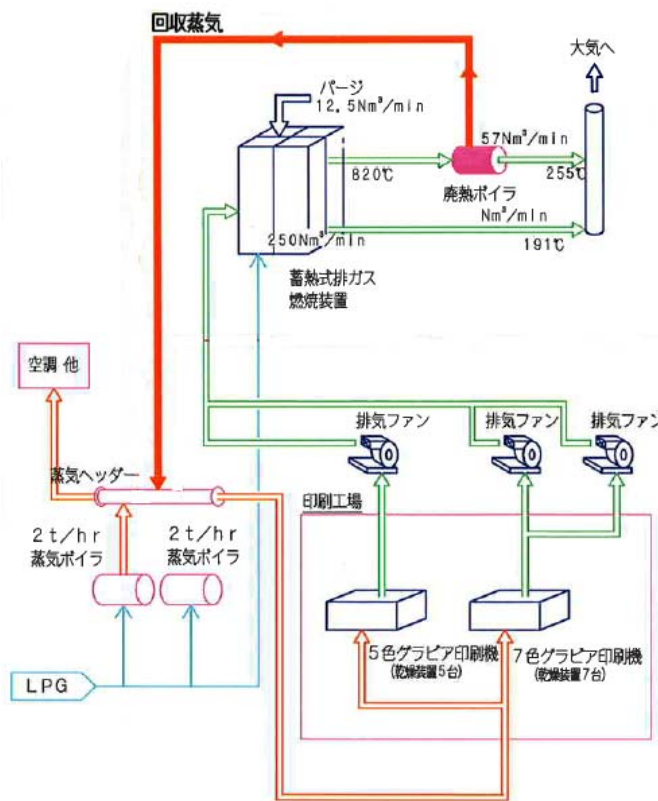 回収蒸気
大気へ
パージ
12.5Nm³/min
57Nm³/min
820℃
255℃
廃熱ボイラ
Nm³/min
250Nm³/min
191℃
蓄熱式排ガス
燃焼装置
空調 他
排気ファン
排気ファン
排気ファン
蒸気ヘッダー
印刷工場
2t/hr
蒸気ボイラ
2t/hr
蒸気ボイラ
5色グラビア印刷機
(乾燥装置5台)
7色グラビア印刷機
(乾燥装置7台)
LPG